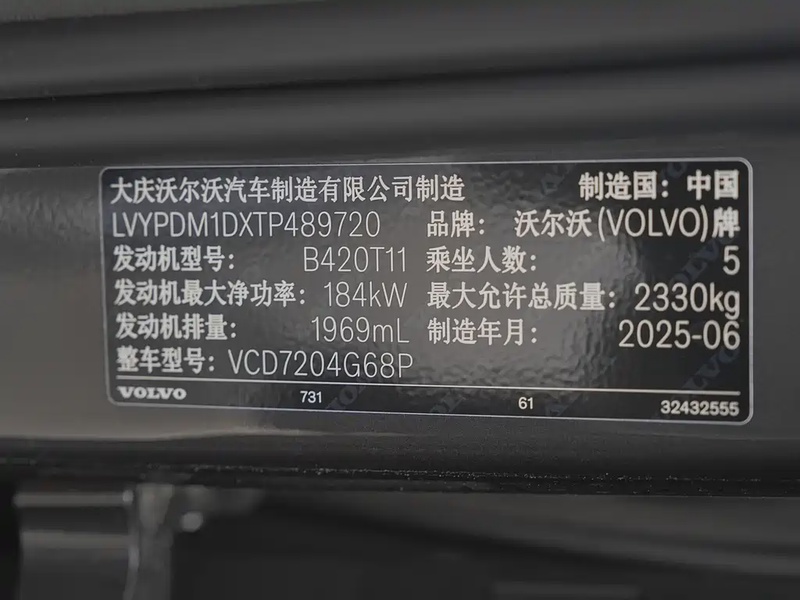 大庆沃尔沃汽车制造有限公司制造 制造国：中国
LVYPDM1DXTP489720 品牌：沃尔沃(VOLVO)牌
发动机型号：B420T11 乘坐人数：5
发动机最大净功率：184kW 最大允许总质量：2330kg
发动机排量：1969mL 制造年月：2025-06
整车型号：VCD7204G68P
VOLVO 731 61 32432555